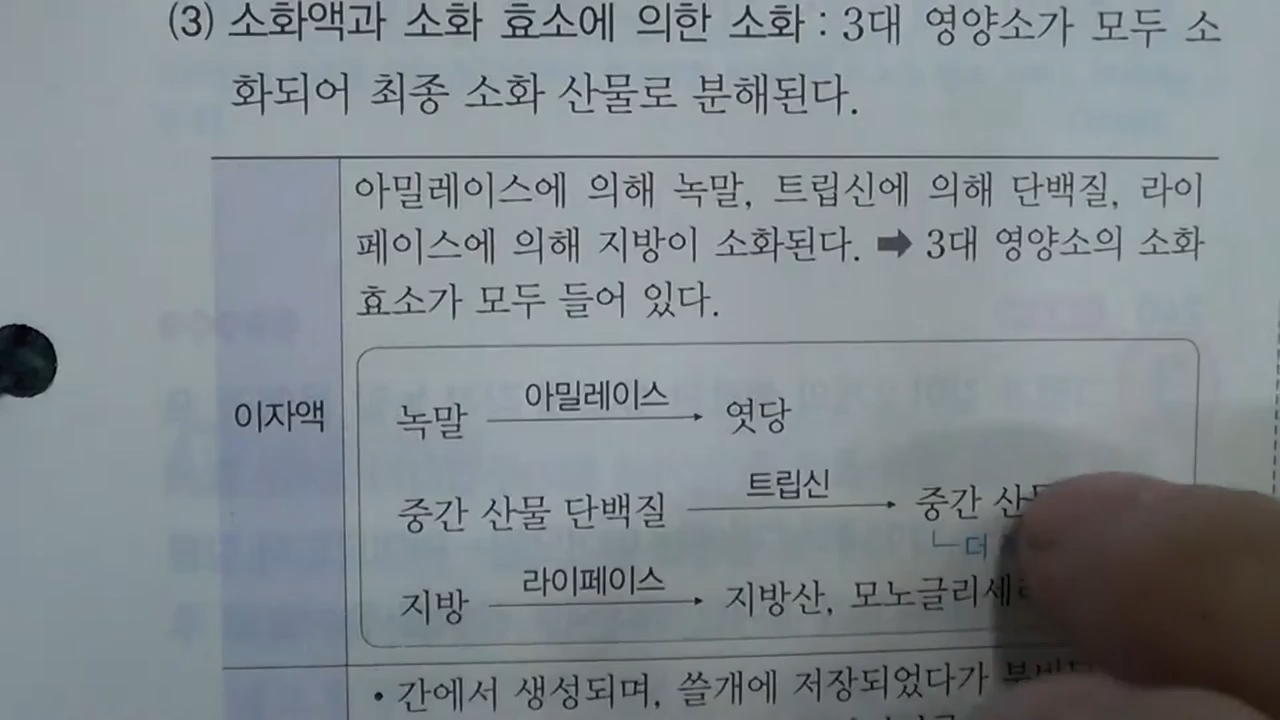 (3) 소화액과 소화 효소에 의한 소화 : 3대 영양소가 모두 소
화되어 최종 소화 산물로 분해된다.
아밀레이스에 의해 녹말, 트립신에 의해 단백질, 라이
페이스에 의해 지방이 소화된다. ➡ 3대 영양소의 소화
효소가 모두 들어 있다.
이자액
녹말 아밀레이스 엿당
중간 산물 단백질 트립신 중간
더
지방 라이페이스 지방산,
• 간에서 생성되며, 쓸개에 저장되었다가